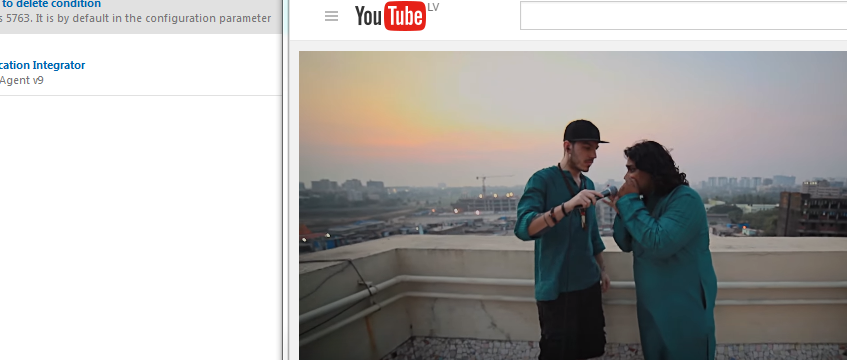 to delete condition
s 5763. It is by default in the configuration parameter
cation Integrator
Agent v9
YouTube LV